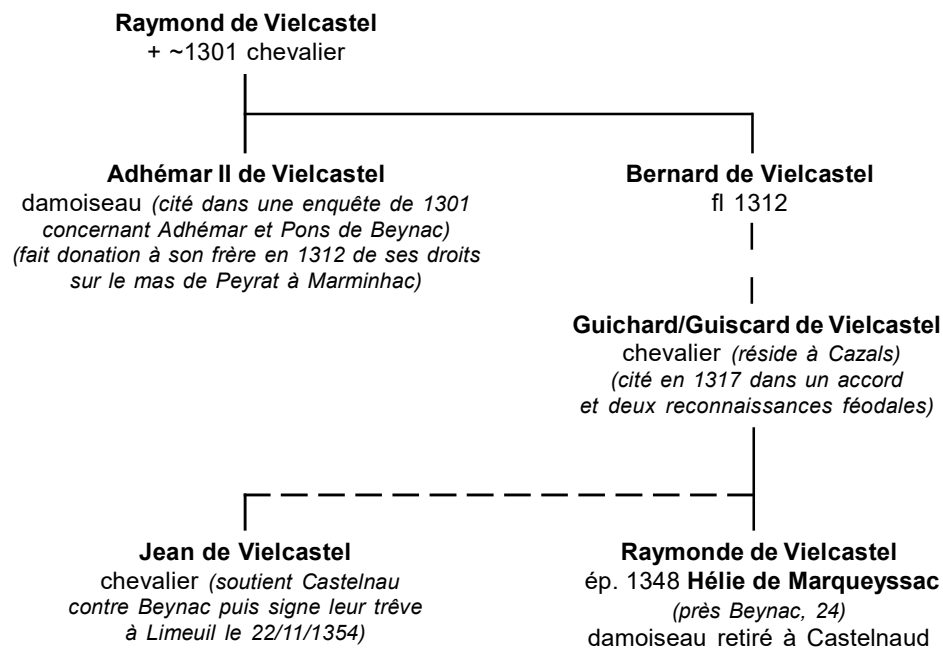 Raymond de Vielcastel
+ ~1301 chevalier
Adhémar II de Vielcastel
damoiseau (cité dans une enquête de 1301
concernant Adhémar et Pons de Beynac)
(fait donation à son frère en 1312 de ses droits
sur le mas de Peyrat à Marminhac)
Bernard de Vielcastel
fl 1312
Guichard/Guiscard de Vielcastel
chevalier (réside à Cazals)
(cité en 1317 dans un accord
et deux reconnaissances féodales)
Jean de Vielcastel
chevalier (soutient Castelnau
contre Beynac puis signe leur trêve
à Limeuil le 22/11/1354)
Raymonde de Vielcastel
ép. 1348 Hélie de Marqueyssac
(près Beynac, 24)
damoiseau retiré à Castelnaud